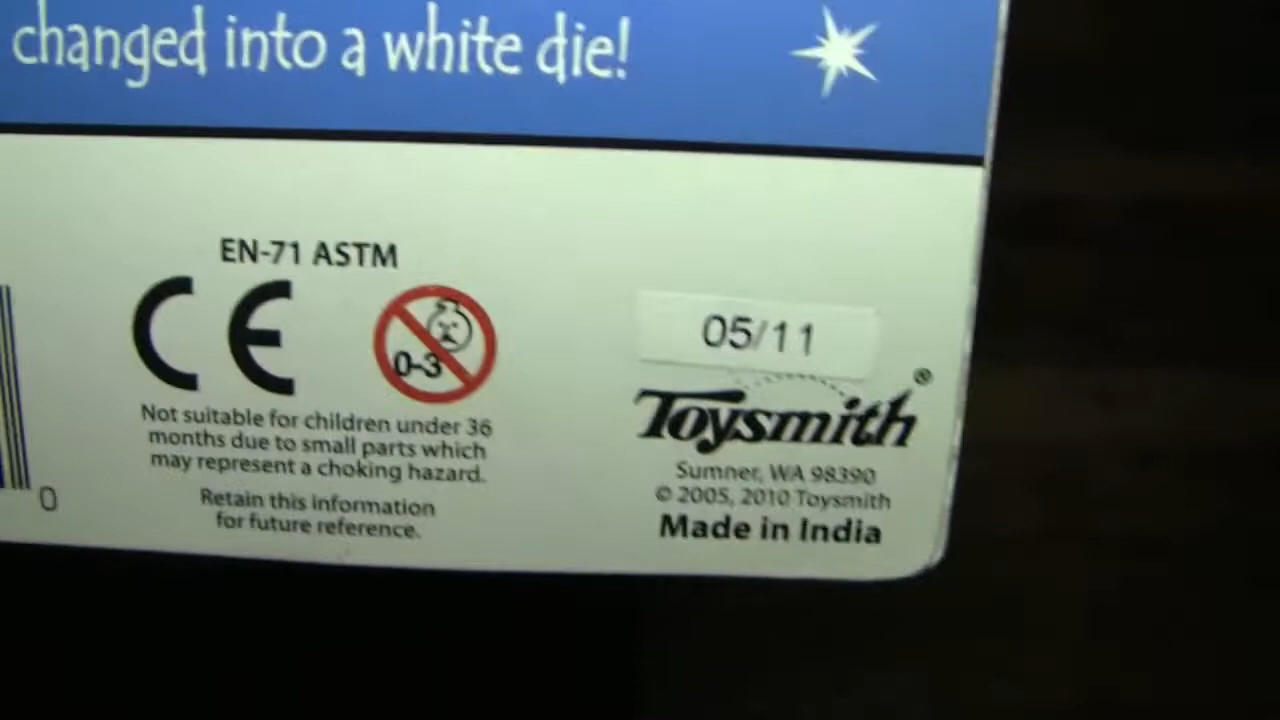 changed into a white die!
EN-71 ASTM
CE
0-3
Not suitable for children under 36
months due to small parts which
may represent a choking hazard.
Retain this information
for future reference.
0
05/11
Toysmith®
Sumner, WA 98390
© 2005, 2010 Toysmith
Made in India